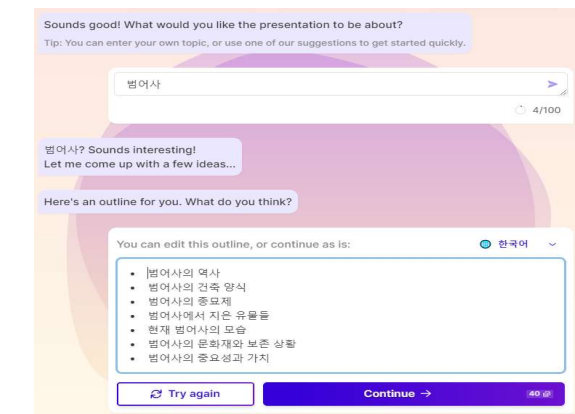 Sounds good! What would you like the presentation to be about?
Tip: You can enter your own topic, or use one of our suggestions to get started quickly.
범어사
4/100
범어사? Sounds interesting!
Let me come up with a few ideas...
Here's an outline for you. What do you think?
You can edit this outline, or continue as is: 한국어
• 범어사의 역사
• 범어사의 건축 양식
• 범어사의 종묘제
• 범어사에서 지은 유물들
• 현재 범어사의 모습
• 범어사의 문화재와 보존 상황
• 범어사의 중요성과 가치
Try again Continue → 40